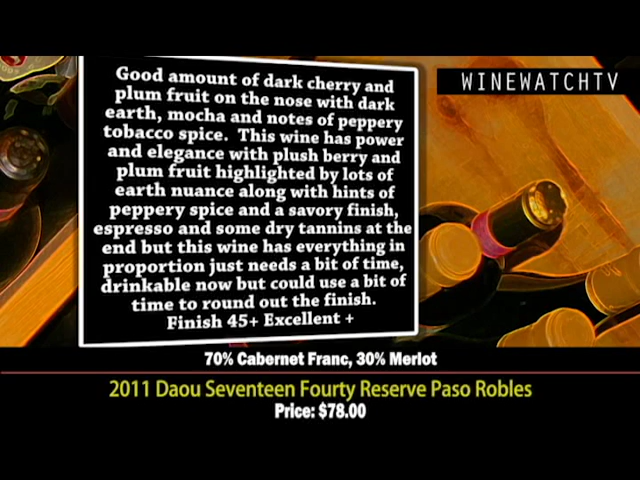 WINEWATCHTV
Good amount of dark cherry and
plum fruit on the nose with dark
earth, mocha and notes of peppery
tobacco spice. This wine has power
and elegance with plush berry and
plum fruit highlighted by lots of
earth nuance along with hints of
peppery spice and a savory finish,
espresso and some dry tannins at the
end but this wine has everything in
proportion just needs a bit of time,
drinkable now but could use a bit of
time to round out the finish.
Finish 45+ Excellent +
70% Cabernet Franc, 30% Merlot
2011 Daou Seventeen Fourty Reserve Paso Robles
Price: $78.00